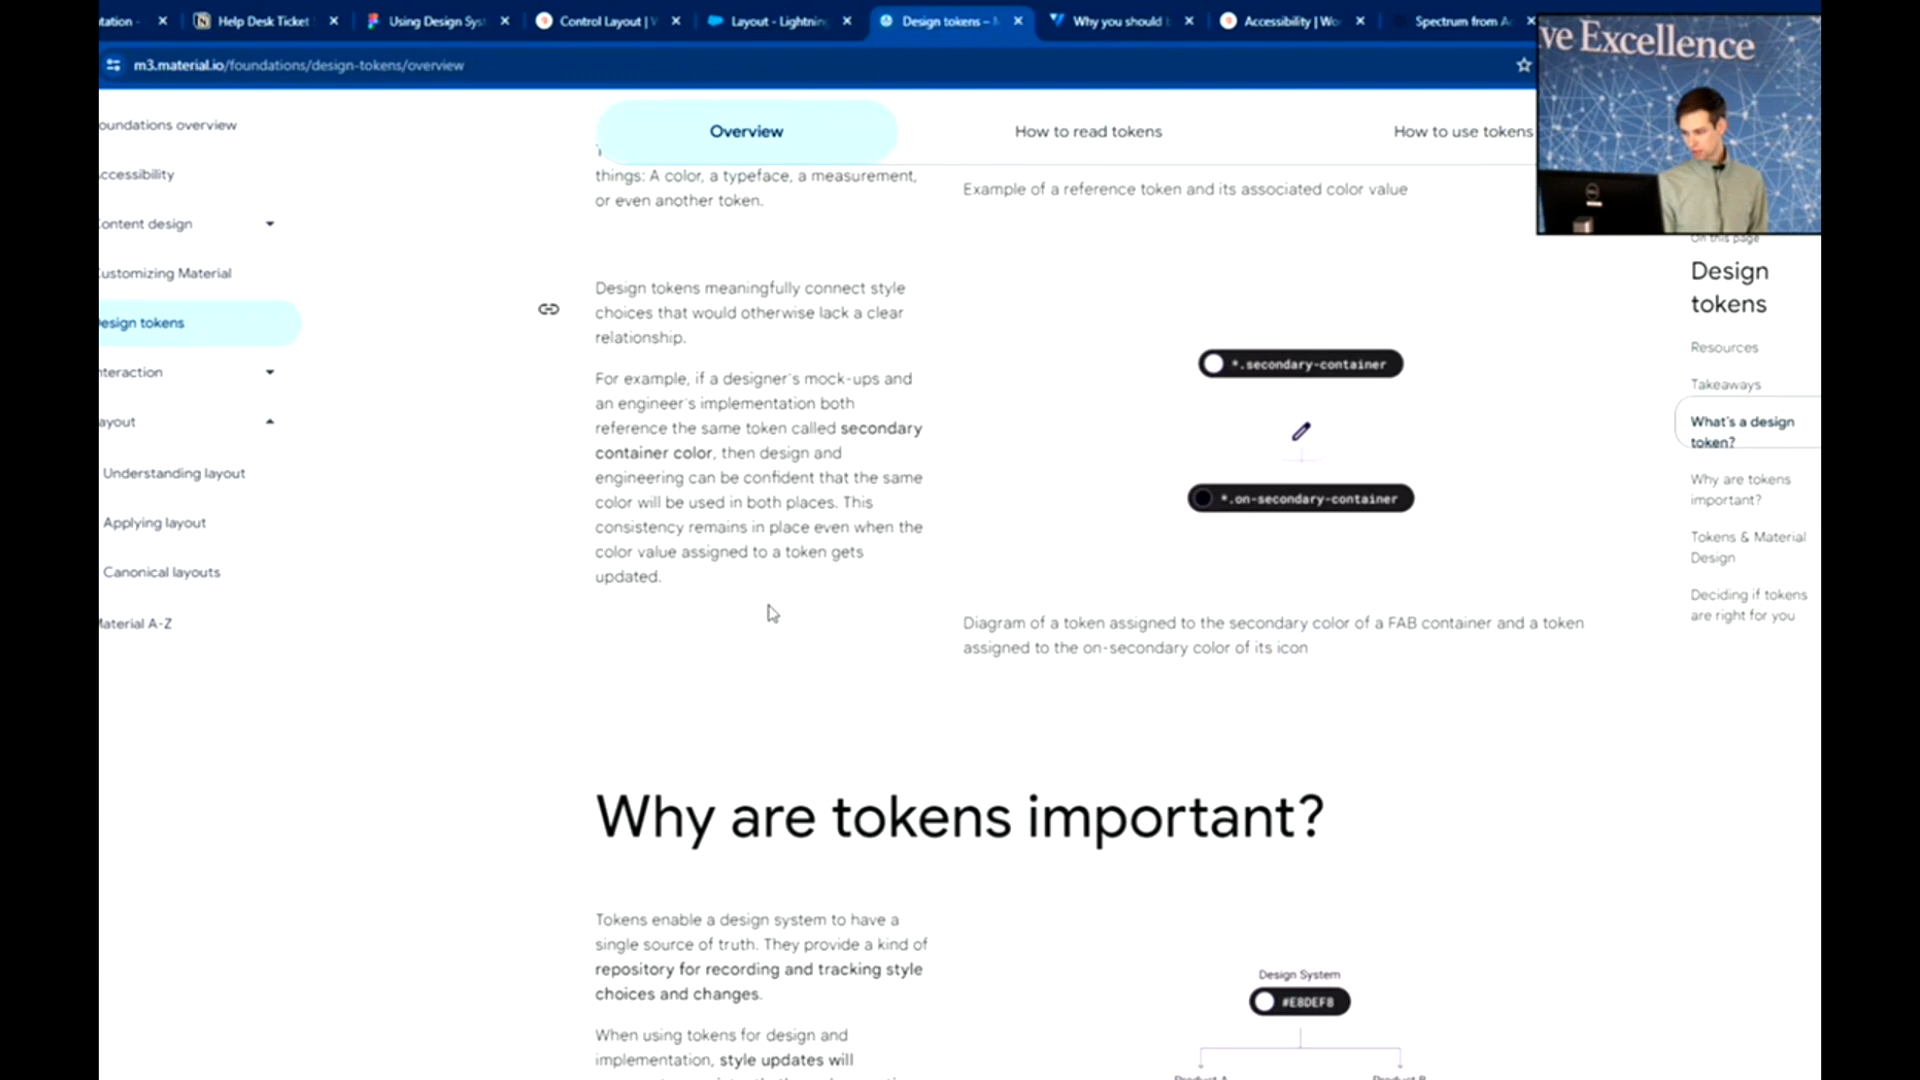 tation -
Help Desk Ticket
Using Design Sys
Control Layout |
Layout - Lightnin
Design tokens –
Why you should
Accessibility | Wo
Spectrum from A
m3.material.io/foundations/design-tokens/overview
ve Excellence
oundations overview
ccessibility
ontent design
ustomizing Material
esign tokens
nteraction
ayout
Understanding layout
Applying layout
Canonical layouts
Material A-Z
Overview
How to read tokens
How to use tokens
things: A color, a typeface, a measurement,
or even another token.
Example of a reference token and its associated color value
Design tokens meaningfully connect style
choices that would otherwise lack a clear
relationship.
For example, if a designer's mock-ups and
an engineer's implementation both
reference the same token called secondary
container color, then design and
engineering can be confident that the same
color will be used in both places. This
consistency remains in place even when the
color value assigned to a token gets
updated.
*.secondary-container
*.on-secondary-container
Diagram of a token assigned to the secondary color of a FAB container and a token
assigned to the on-secondary color of its icon
Why are tokens important?
Tokens enable a design system to have a
single source of truth. They provide a kind of
repository for recording and tracking style
choices and changes.
When using tokens for design and
implementation, style updates will
Design System
#E8DEF8
Product A
Product B
On this page
Design
tokens
Resources
Takeaways
What's a design
token?
Why are tokens
important?
Tokens & Material
Design
Deciding if tokens
are right for you